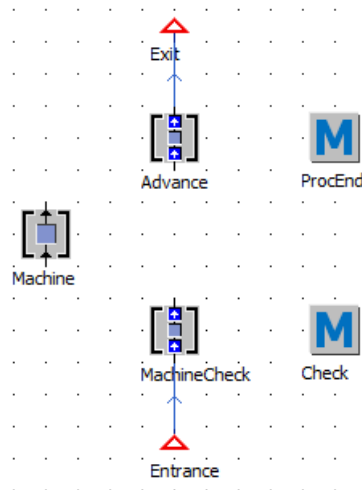 Exit
M
Advance
ProcEnd
Machine
M
MachineCheck
Check
Entrance